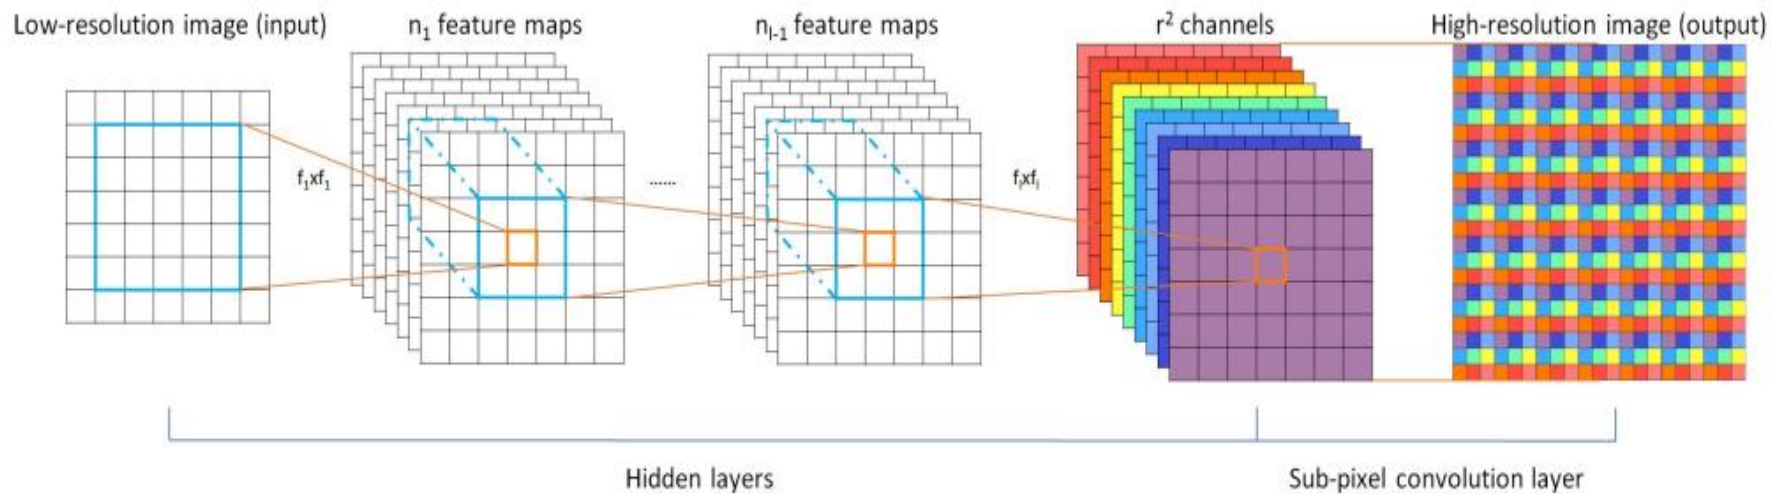 Low-resolution image (input)
n₁ feature maps
nₗ₋₁ feature maps
r² channels
High-resolution image (output)
f₁xf₁
......
fₗxfₗ
Hidden layers
Sub-pixel convolution layer